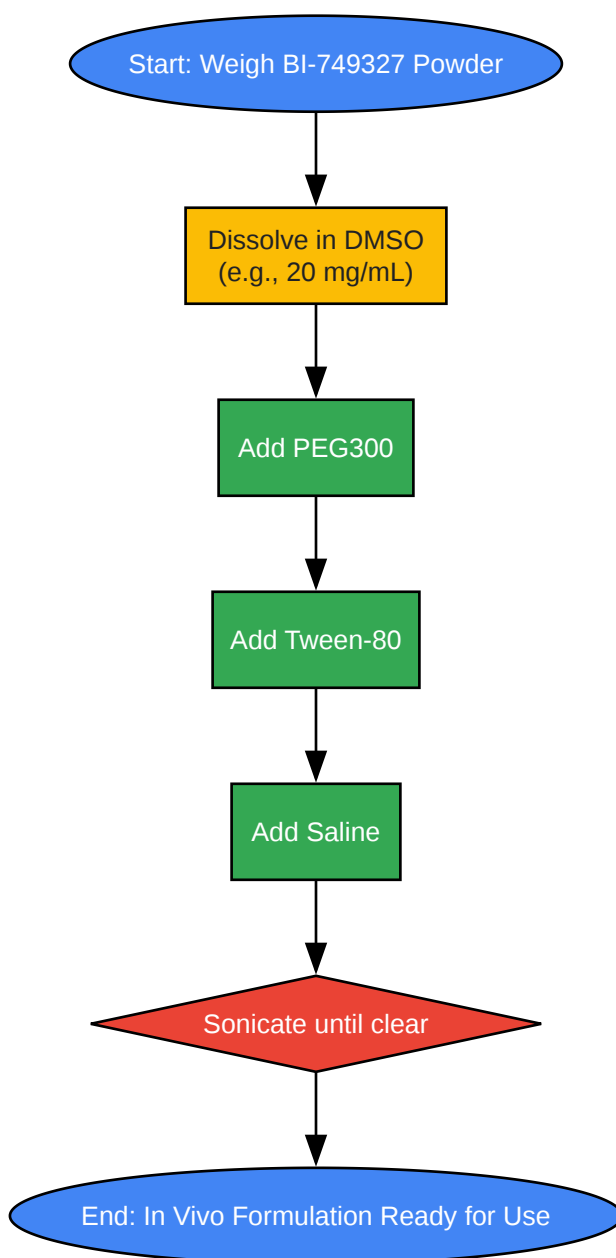 Start: Weigh BI-749327 Powder
Dissolve in DMSO
(e.g., 20 mg/mL)
Add PEG300
Add Tween-80
Add Saline
Sonicate until clear
End: In Vivo Formulation Ready for Use